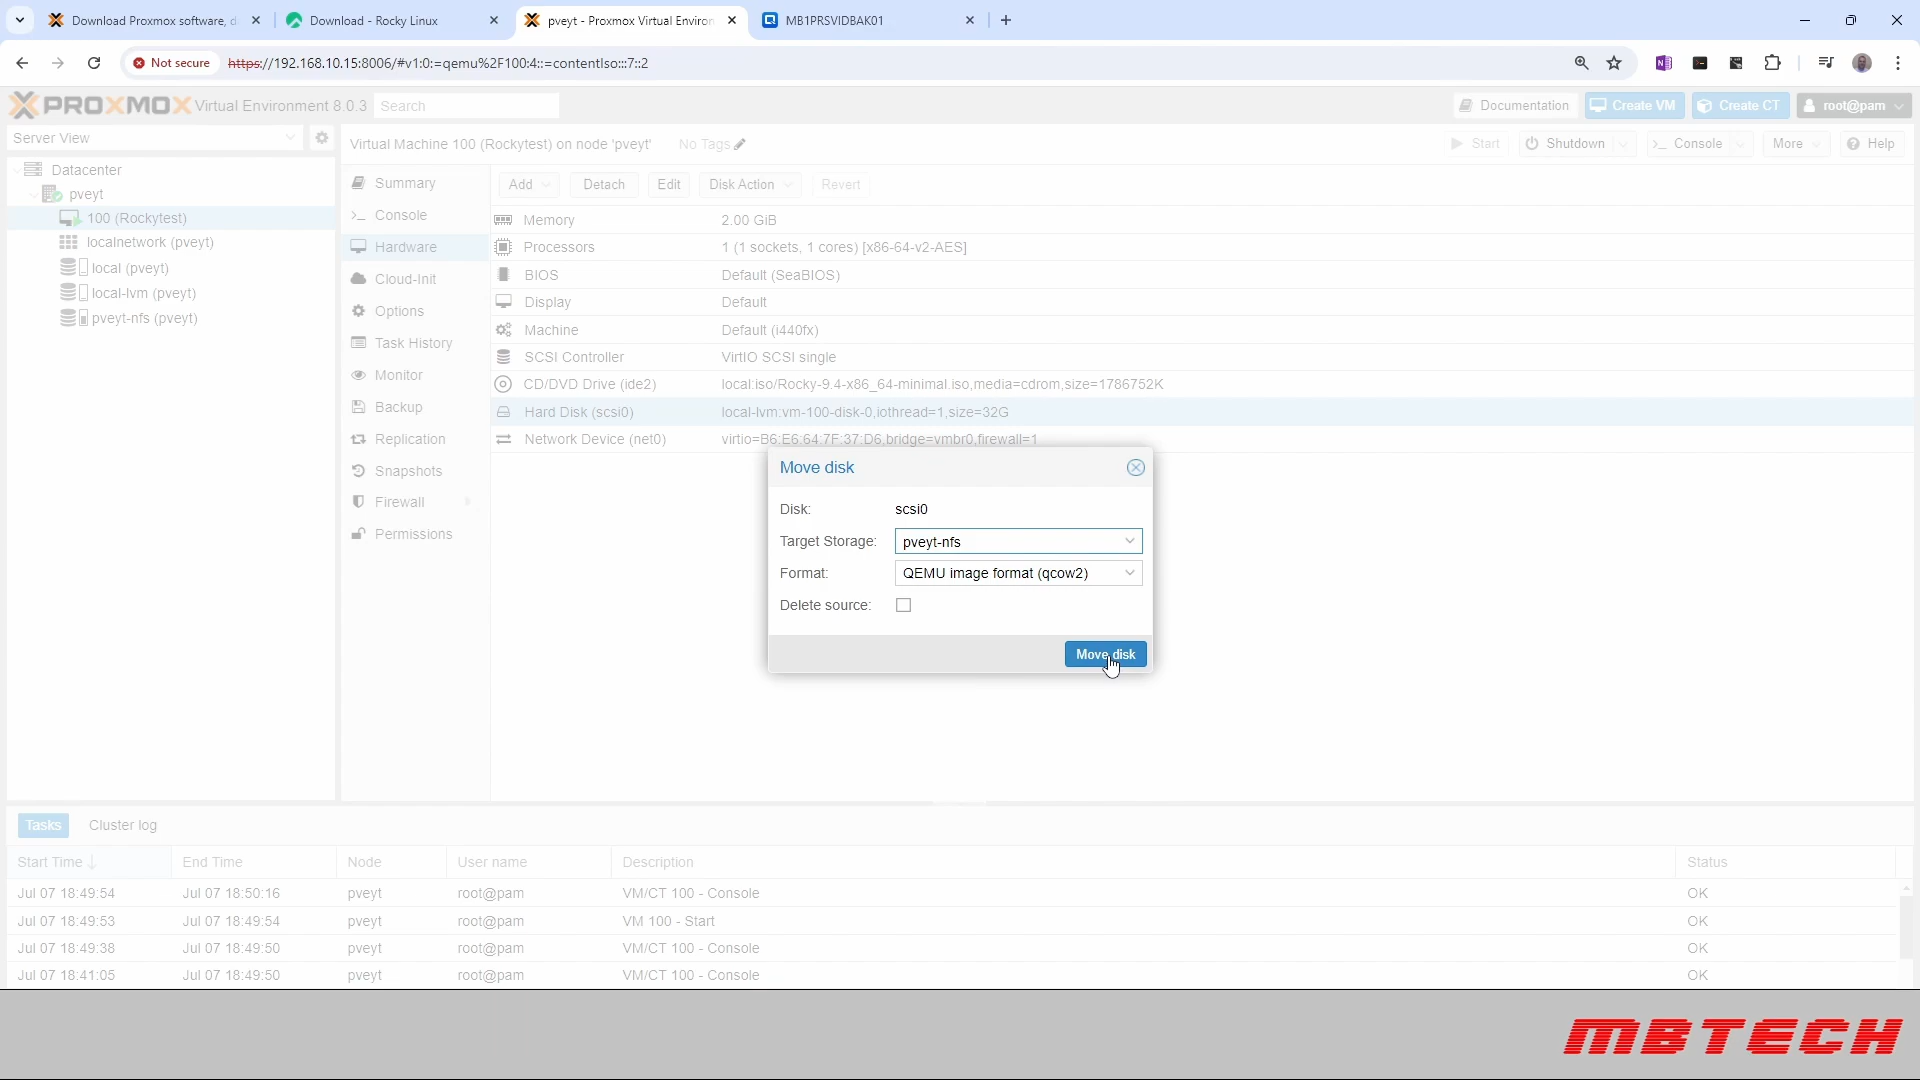 Download Proxmox software, d
Download - Rocky Linux
pveyt - Proxmox Virtual Environ
MB1PRSVIDBAK01
Not secure
https://192.168.10.15:8006/#v1:0:=qemu%2F100:4::=contentIso:::7::2
PROXMOX Virtual Environment 8.0.3
Search
Documentation
Create VM
Create CT
root@pam
Server View
Virtual Machine 100 (Rockytest) on node 'pveyt'
No Tags
Start
Shutdown
Console
More
Help
Datacenter
pveyt
100 (Rockytest)
localnetwork (pveyt)
local (pveyt)
local-lvm (pveyt)
pveyt-nfs (pveyt)
Summary
Console
Hardware
Cloud-Init
Options
Task History
Monitor
Backup
Replication
Snapshots
Firewall
Permissions
Add
Detach
Edit
Disk Action
Revert
Memory 2.00 GiB
Processors 1 (1 sockets, 1 cores) [x86-64-v2-AES]
BIOS Default (SeaBIOS)
Display Default
Machine Default (i440fx)
SCSI Controller VirtIO SCSI single
CD/DVD Drive (ide2) local:iso/Rocky-9.4-x86_64-minimal.iso,media=cdrom,size=1786752K
Hard Disk (scsi0) local-lvm:vm-100-disk-0,iothread=1,size=32G
Network Device (net0) virtio=B6:E6:64:7F:37:D6,bridge=vmbr0,firewall=1
Move disk
Disk: scsi0
Target Storage: pveyt-nfs
Format: QEMU image format (qcow2)
Delete source:
Move disk
Tasks
Cluster log
Start Time End Time Node User name Description Status
Jul 07 18:49:54 Jul 07 18:50:16 pveyt root@pam VM/CT 100 - Console OK
Jul 07 18:49:53 Jul 07 18:49:54 pveyt root@pam VM 100 - Start OK
Jul 07 18:49:38 Jul 07 18:49:50 pveyt root@pam VM/CT 100 - Console OK
Jul 07 18:41:05 Jul 07 18:49:50 pveyt root@pam VM/CT 100 - Console OK
MBTECH